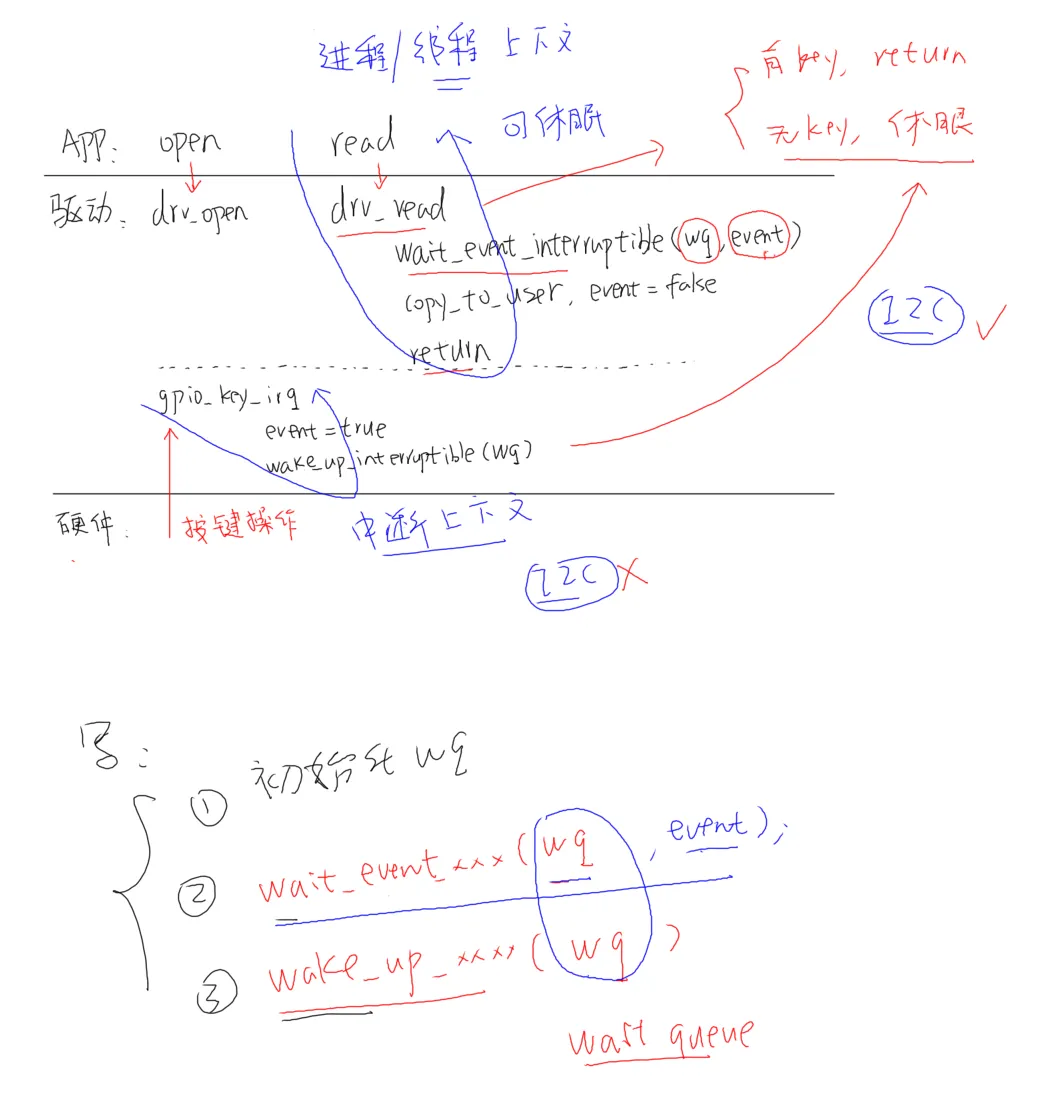 进程/线程 上下文
有key, return
无key, 休眠
可休眠
APP: open read
驱动: drv_open drv_read
wait_event_interruptible(wq, event)
copy_to_user, event=false
return
I2C ✓
gpio_key_irq
event=true
wake_up_interruptible(wq)
硬件: 按键操作 中断上下文
I2C ✗
写:
① 初始化 wq
② wait_event_xxx(wq, event);
③ wake_up_xxxx(wq)
wait queue